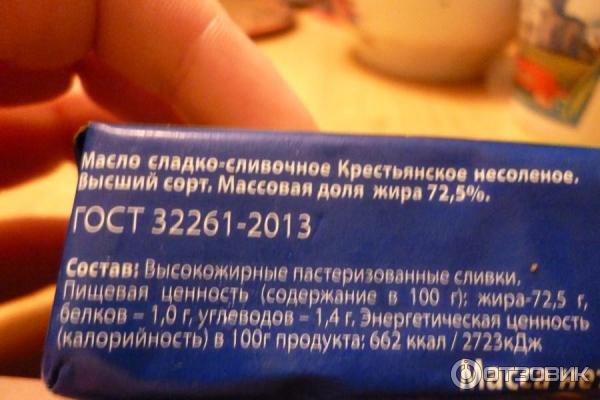 Масло сладко-сливочное Крестьянское несоленое.
Высший сорт. Массовая доля жира 72,5%.
ГОСТ 32261-2013
Состав: Высокожирные пастеризованные сливки.
Пищевая ценность (содержание в 100 г): жира-72,5 г,
белков = 1,0 г, углеводов = 1,4 г. Энергетическая ценность
(калорийность) в 100г продукта: 662 ккал / 2723кДж
Масса
ОТЗОВИК